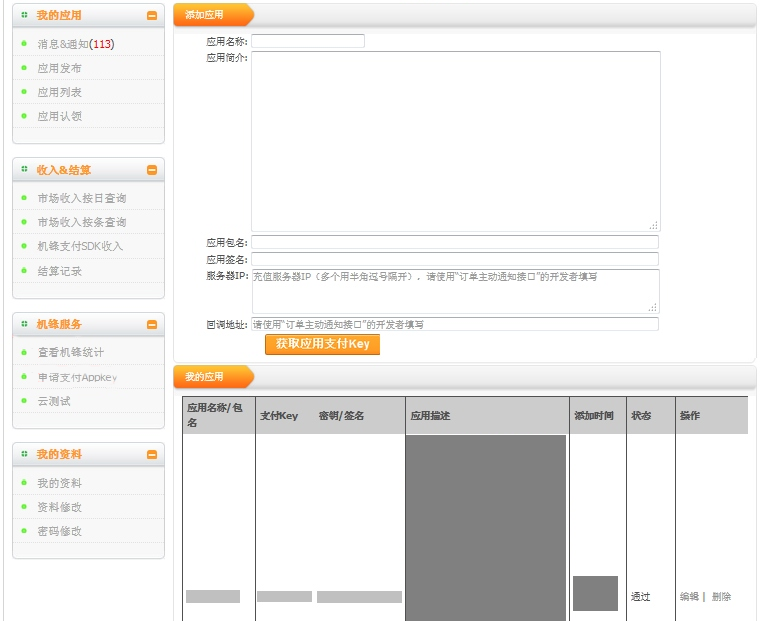 我的应用
消息&通知(113)
应用发布
应用列表
应用认领
收入&结算
市场收入按日查询
市场收入按条查询
机锋支付SDK收入
结算记录
机锋服务
查看机锋统计
申请支付Appkey
云测试
我的资料
我的资料
资料修改
密码修改
添加应用
应用名称:
应用简介:
应用包名:
应用签名:
服务器IP: 充值服务器IP（多个用半角逗号隔开），请使用“订单主动通知接口”的开发者填写
回调地址: 请使用“订单主动通知接口”的开发者填写
获取应用支付Key
我的应用
应用名称/包名 支付Key 密钥/签名 应用描述 添加时间 状态 操作
通过 编辑 | 删除